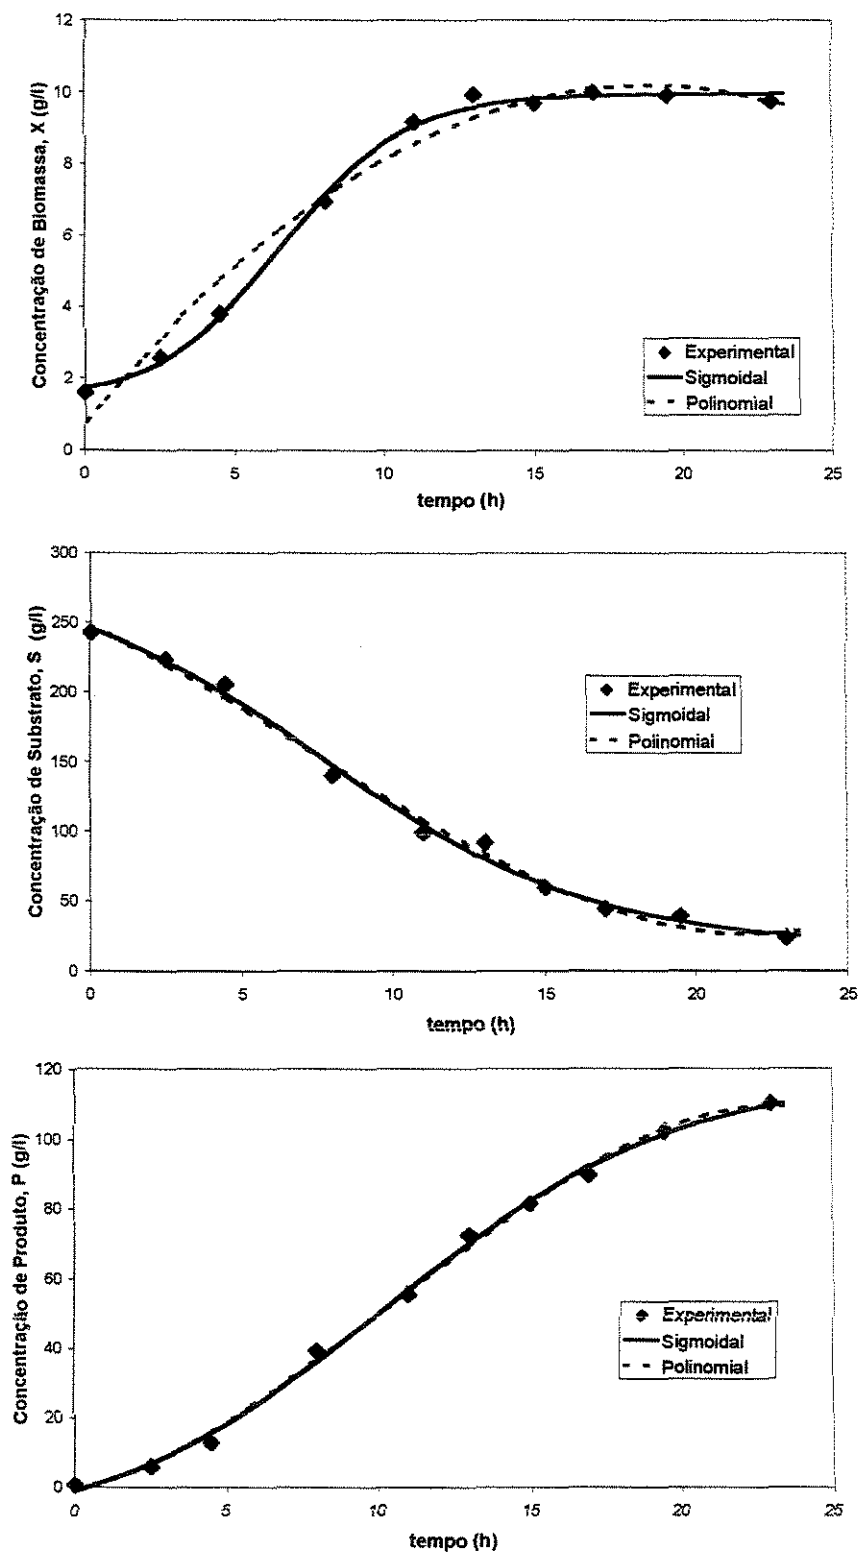 12
10
8
6
4
2
0
Concentração de Biomassa, X (g/l)
Experimental
Sigmoidal
Polinomial
0 5 10 15 20 25
tempo (h)
300
250
200
150
100
50
0
Concentração de Substrato, S (g/l)
Experimental
Sigmoidal
Polinomial
0 5 10 15 20 25
tempo (h)
120
100
80
60
40
20
0
Concentração de Produto, P (g/l)
Experimental
Sigmoidal
Polinomial
0 5 10 15 20 25
tempo (h)